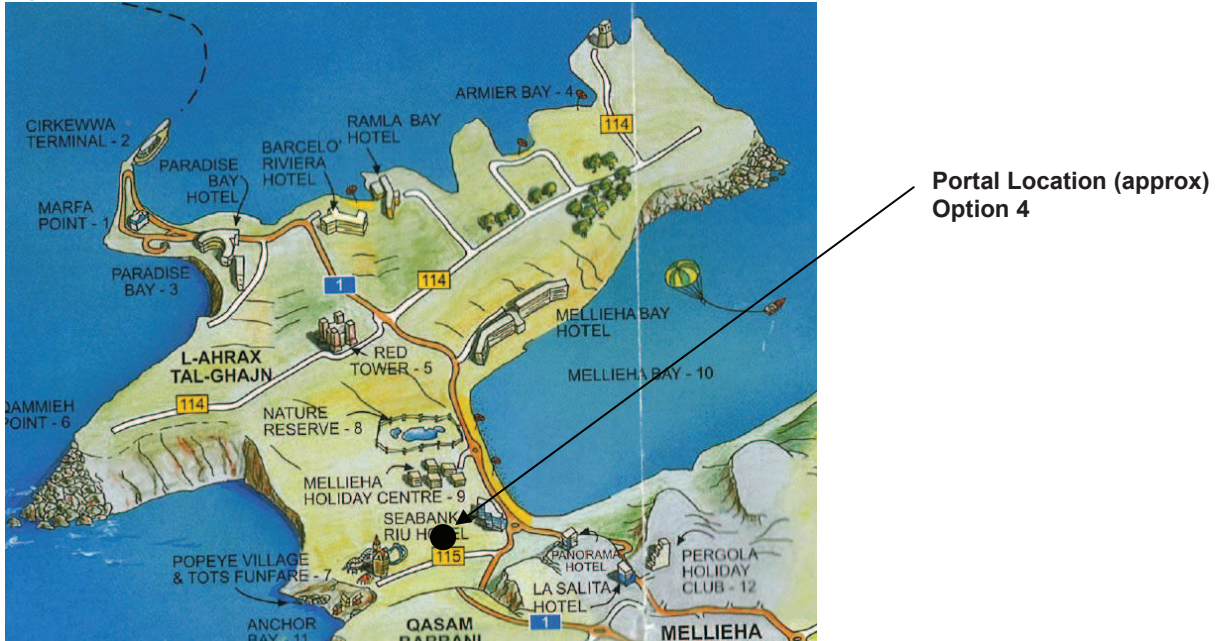 ARMIER BAY - 4
114
CIRKEWWA
TERMINAL - 2
RAMLA BAY
HOTEL
BARCELO'
RIVIERA
HOTEL
PARADISE
BAY
HOTEL
MARFA
POINT - 1
PARADISE
BAY - 3
1
114
Portal Location (approx)
Option 4
MELLIEHA BAY
HOTEL
L-AHRAX
TAL-GHAJN
RED
TOWER - 5
MELLIEHA BAY - 10
114
QAMMIEH
POINT - 6
NATURE
RESERVE - 8
MELLIEHA
HOLIDAY CENTRE - 9
SEABANK
RIU HOTEL
115
POPEYE VILLAGE
& TOTS FUNFARE - 7
PANORAMA
HOTEL
PERGOLA
HOLIDAY
CLUB - 12
LA SALITA
HOTEL
ANCHOR
BAY - 11
QASAM
BARRANI
1
MELLIEHA